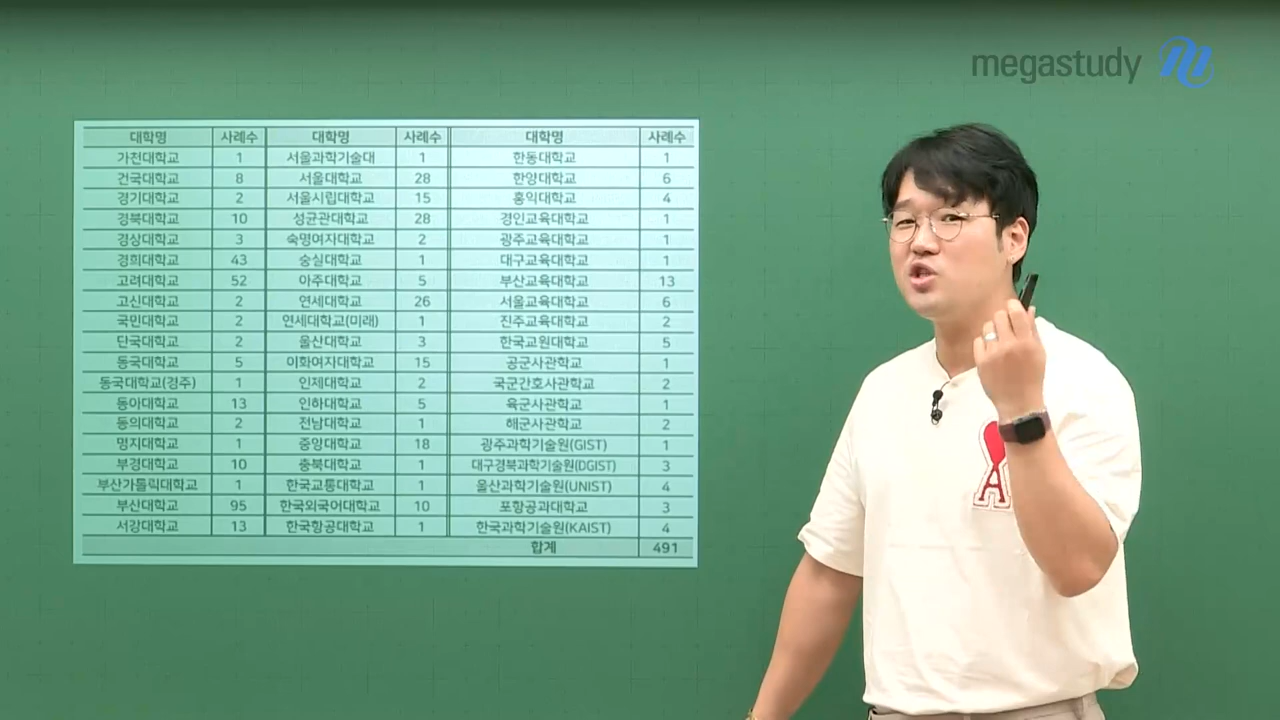 megastudy
대학명 사례수 대학명 사례수 대학명 사례수
가천대학교 1 서울과학기술대 1 한동대학교 1
건국대학교 8 서울대학교 28 한양대학교 6
경기대학교 2 서울시립대학교 15 홍익대학교 4
경북대학교 10 성균관대학교 28 경인교육대학교 1
경상대학교 3 숙명여자대학교 2 광주교육대학교 1
경희대학교 43 숭실대학교 1 대구교육대학교 1
고려대학교 52 아주대학교 5 부산교육대학교 13
고신대학교 2 연세대학교 26 서울교육대학교 6
국민대학교 2 연세대학교(미래) 1 진주교육대학교 2
단국대학교 2 울산대학교 3 한국교원대학교 5
동국대학교 5 이화여자대학교 15 공군사관학교 1
동국대학교(경주) 1 인제대학교 2 국군간호사관학교 2
동아대학교 13 인하대학교 5 육군사관학교 1
동의대학교 2 전남대학교 1 해군사관학교 2
명지대학교 1 중앙대학교 18 광주과학기술원(GIST) 1
부경대학교 10 충북대학교 1 대구경북과학기술원(DGIST) 3
부산가톨릭대학교 1 한국교통대학교 1 울산과학기술원(UNIST) 4
부산대학교 95 한국외국어대학교 10 포항공과대학교 3
서강대학교 13 한국항공대학교 1 한국과학기술원(KAIST) 4
합계 491
A